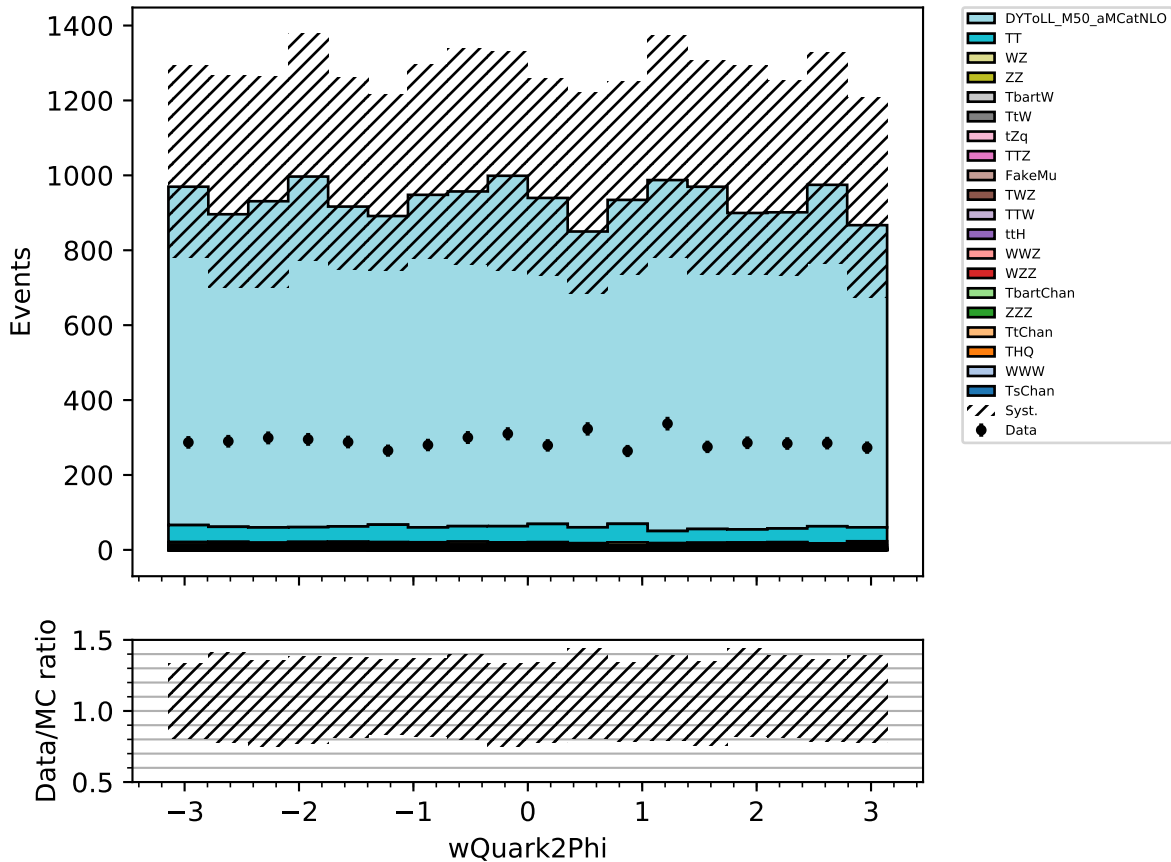 1400
1200
1000
800
600
400
200
0
Events
DYToLL_M50_aMCatNLO
TT
WZ
ZZ
TbartW
TtW
tZq
TTZ
FakeMu
TWZ
TTW
ttH
WWZ
WZZ
TbartChan
ZZZ
TtChan
THQ
WWW
TsChan
Syst.
Data
1.5
1.0
0.5
Data/MC ratio
−3 −2 −1 0 1 2 3
wQuark2Phi